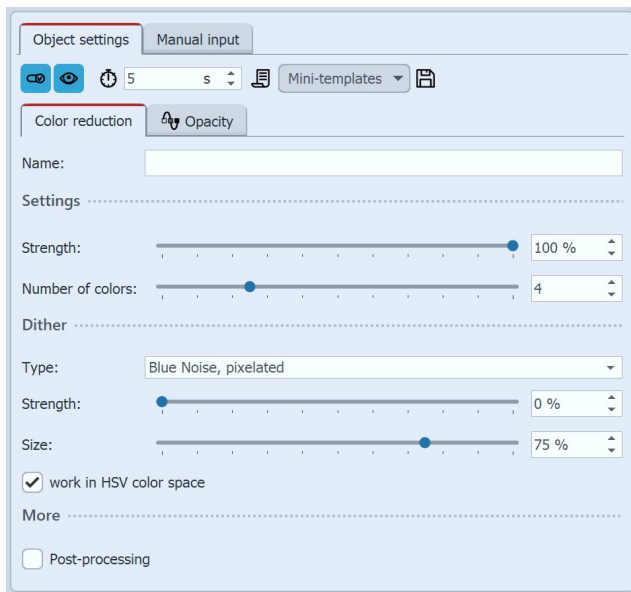 Object settings Manual input
5 s Mini-templates
Color reduction Opacity
Name:
Settings
Strength: 100 %
Number of colors: 4
Dither
Type: Blue Noise, pixelated
Strength: 0 %
Size: 75 %
work in HSV color space
More
Post-processing